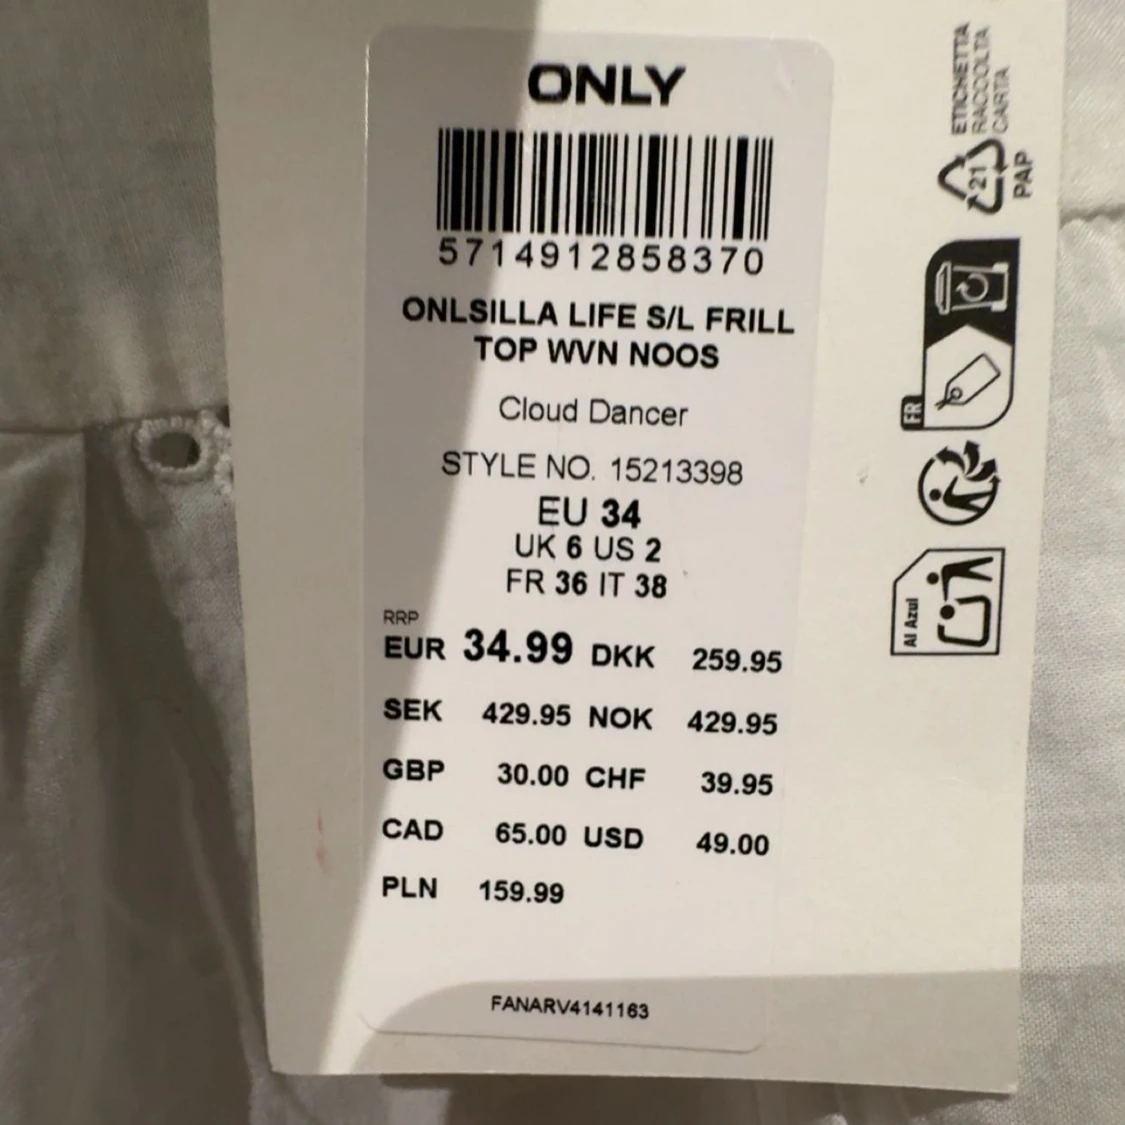 ONLY
5714912858370
ONLSILLA LIFE S/L FRILL
TOP WVN NOOS
Cloud Dancer
STYLE NO. 15213398
EU 34
UK 6 US 2
FR 36 IT 38
RRP
EUR 34.99 DKK 259.95
SEK 429.95 NOK 429.95
GBP 30.00 CHF 39.95
CAD 65.00 USD 49.00
PLN 159.99
FANARV4141163
ETICHETTA
RACCOLTA
CARTA
21
PAP
FR
Al Azul